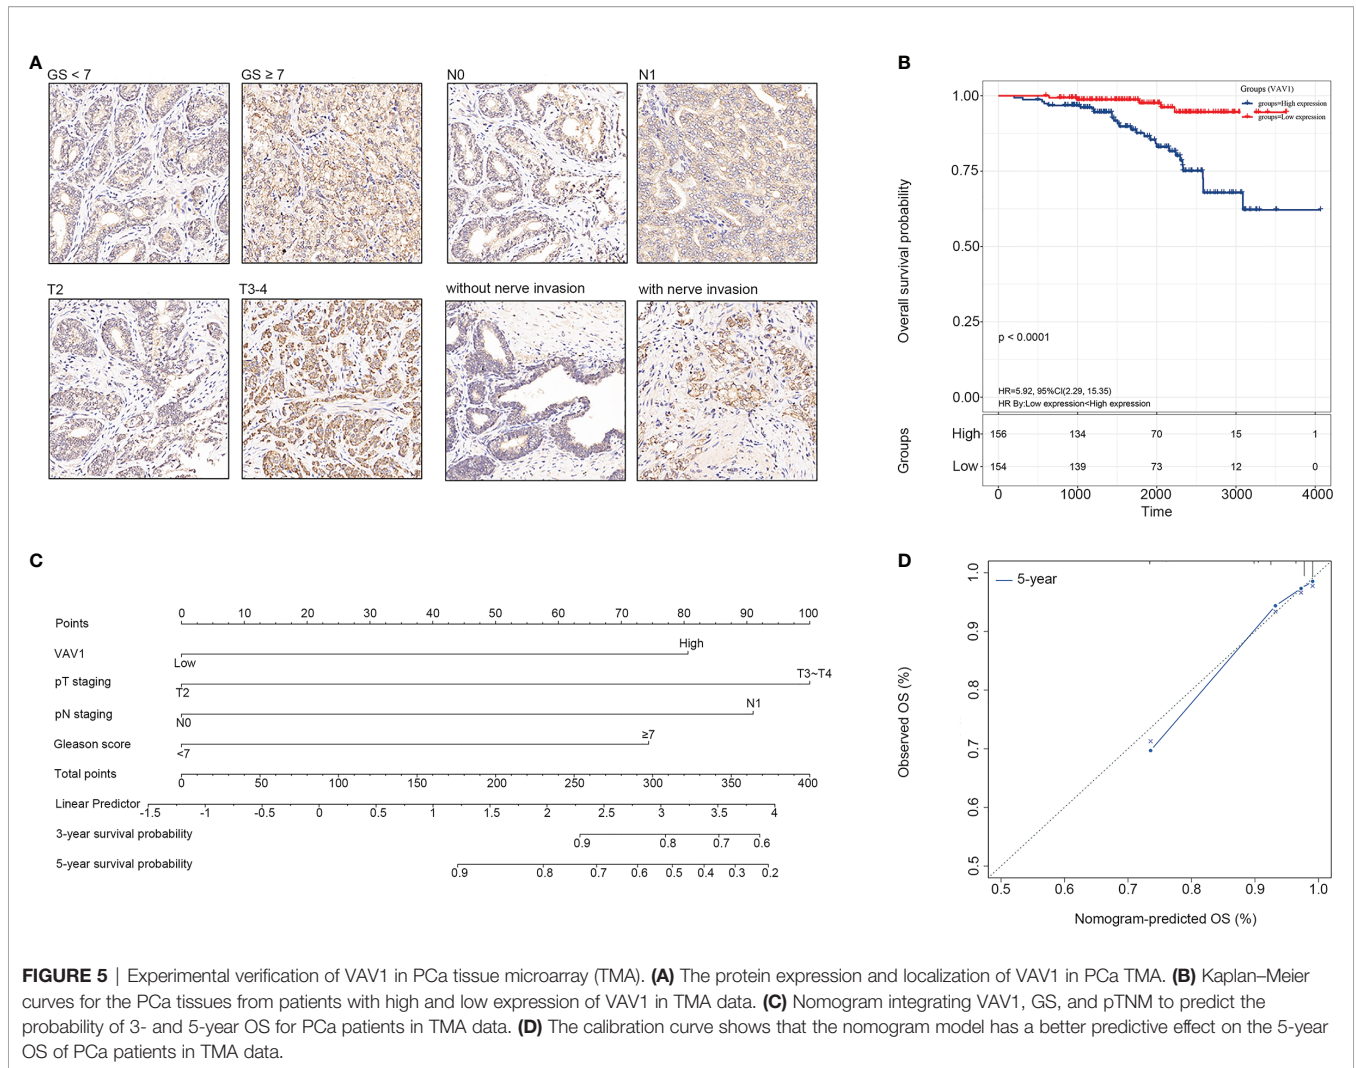 A
GS < 7
GS ≥ 7
N0
N1
T2
T3-4
without nerve invasion
with nerve invasion
B
Groups (VAV1)
groups=High expression
groups=Low expression
Overall survival probability
1.00
0.75
0.50
0.25
0.00
p < 0.0001
HR=5.92, 95%CI(2.29, 15.35)
HR By:Low expression<High expression
Groups
High 156 134 70 15 1
Low 154 139 73 12 0
0 1000 2000 3000 4000
Time
C
Points 0 10 20 30 40 50 60 70 80 90 100
VAV1 Low High
pT staging T2 T3~T4
pN staging N0 N1
Gleason score <7 ≥7
Total points 0 50 100 150 200 250 300 350 400
Linear Predictor -1.5 -1 -0.5 0 0.5 1 1.5 2 2.5 3 3.5 4
3-year survival probability 0.9 0.8 0.7 0.6
5-year survival probability 0.9 0.8 0.7 0.6 0.5 0.4 0.3 0.2
D
5-year
Observed OS (%)
1.0
0.9
0.8
0.7
0.6
0.5
0.5 0.6 0.7 0.8 0.9 1.0
Nomogram-predicted OS (%)
FIGURE 5 | Experimental verification of VAV1 in PCa tissue microarray (TMA). (A) The protein expression and localization of VAV1 in PCa TMA. (B) Kaplan–Meier
curves for the PCa tissues from patients with high and low expression of VAV1 in TMA data. (C) Nomogram integrating VAV1, GS, and pTNM to predict the
probability of 3- and 5-year OS for PCa patients in TMA data. (D) The calibration curve shows that the nomogram model has a better predictive effect on the 5-year
OS of PCa patients in TMA data.